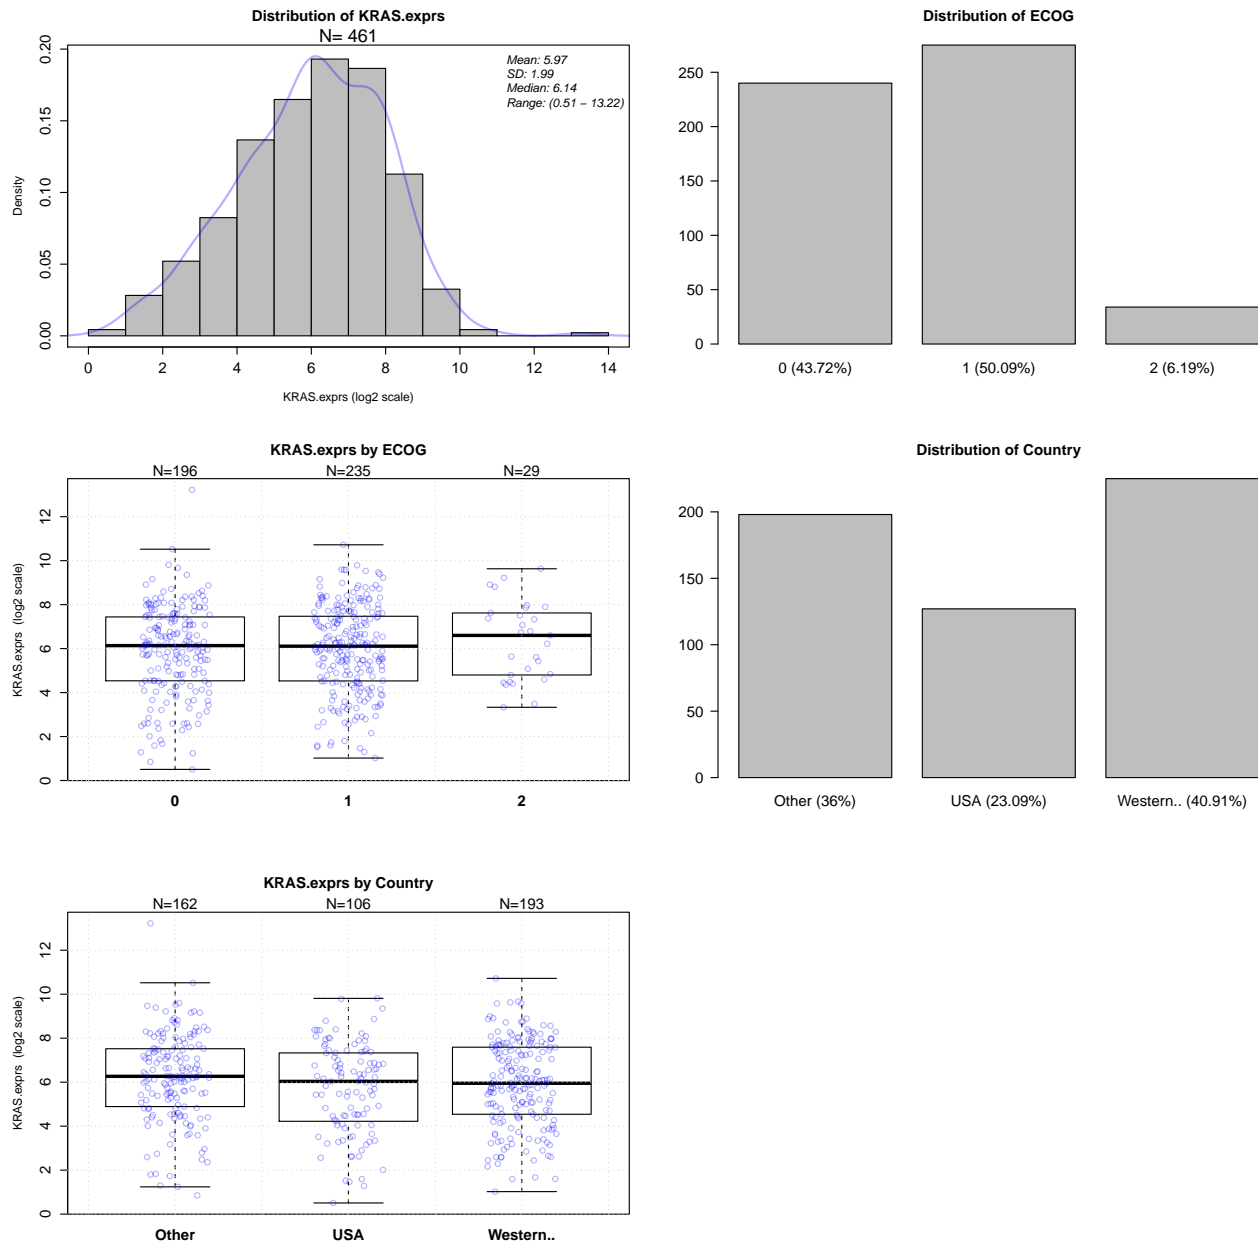 Distribution of KRAS.exprs
N= 461
Mean: 5.97
SD: 1.99
Median: 6.14
Range: (0.51 − 13.22)
Density
0.00
0.05
0.10
0.15
0.20
0 2 4 6 8 10 12 14
KRAS.exprs (log2 scale)
Distribution of ECOG
0
50
100
150
200
250
0 (43.72%) 1 (50.09%) 2 (6.19%)
KRAS.exprs by ECOG
N=196 N=235 N=29
KRAS.exprs (log2 scale)
0
2
4
6
8
10
12
0 1 2
Distribution of Country
0
50
100
150
200
Other (36%) USA (23.09%) Western.. (40.91%)
KRAS.exprs by Country
N=162 N=106 N=193
KRAS.exprs (log2 scale)
0
2
4
6
8
10
12
Other USA Western..